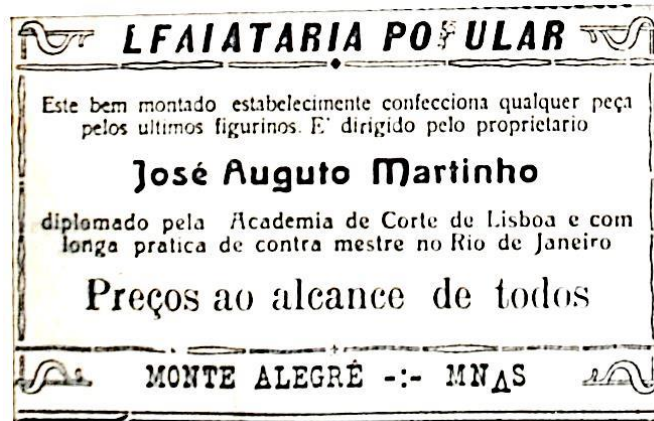 LFAIATARIA POPULAR
Este bem montado estabelecimente confecciona qualquer peça
pelos ultimos figurinos. E' dirigido pelo proprietario
José Auguto Martinho
diplomado pela Academia de Corte de Lisboa e com
longa pratica de contra mestre no Rio de Janeiro
Preços ao alcance de todos
MONTE ALEGRÉ -:- MNAS